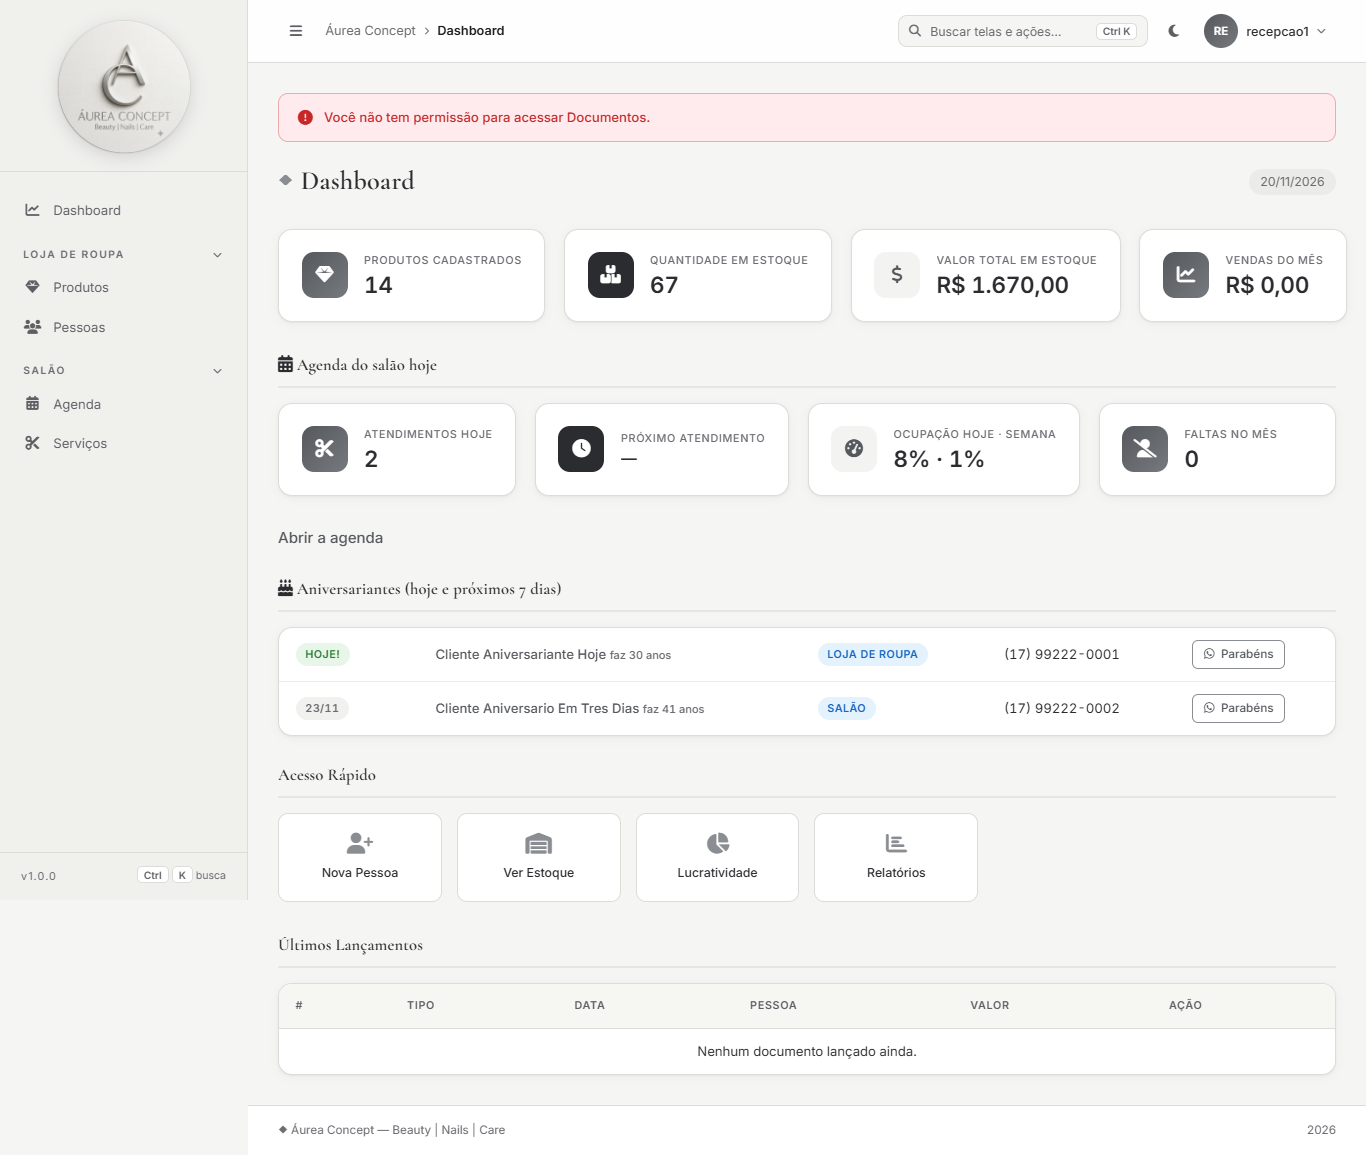 ÁUREA CONCEPT
Beauty | Nails | Care
Áurea Concept > Dashboard
Buscar telas e ações... Ctrl K
RE recepcao1
Você não tem permissão para acessar Documentos.
Dashboard
LOJA DE ROUPA
Produtos
Pessoas
SALÃO
Agenda
Serviços
v1.0.0 Ctrl K busca
Dashboard 20/11/2026
PRODUTOS CADASTRADOS
14
QUANTIDADE EM ESTOQUE
67
VALOR TOTAL EM ESTOQUE
R$ 1.670,00
VENDAS DO MÊS
R$ 0,00
Agenda do salão hoje
ATENDIMENTOS HOJE
2
PRÓXIMO ATENDIMENTO
—
OCUPAÇÃO HOJE · SEMANA
8% · 1%
FALTAS NO MÊS
0
Abrir a agenda
Aniversariantes (hoje e próximos 7 dias)
HOJE! Cliente Aniversariante Hoje faz 30 anos LOJA DE ROUPA (17) 99222-0001 Parabéns
23/11 Cliente Aniversario Em Tres Dias faz 41 anos SALÃO (17) 99222-0002 Parabéns
Acesso Rápido
Nova Pessoa
Ver Estoque
Lucratividade
Relatórios
Últimos Lançamentos
# TIPO DATA PESSOA VALOR AÇÃO
Nenhum documento lançado ainda.
Áurea Concept — Beauty | Nails | Care 2026